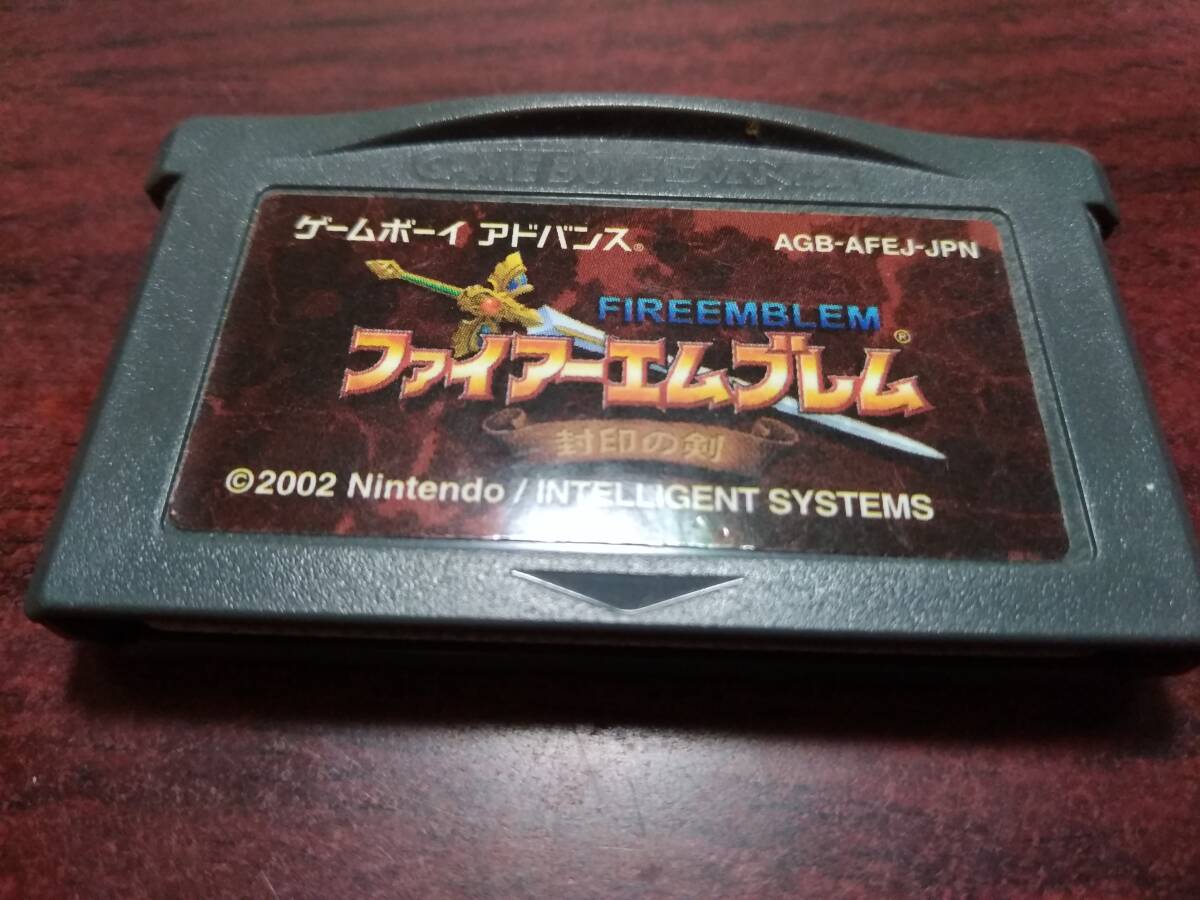 GAME BOY ADVANCE
ゲームボーイ アドバンス®
AGB-AFEJ-JPN
FIREEMBLEM
ファイアーエムブレム®
封印の剣
©2002 Nintendo / INTELLIGENT SYSTEMS